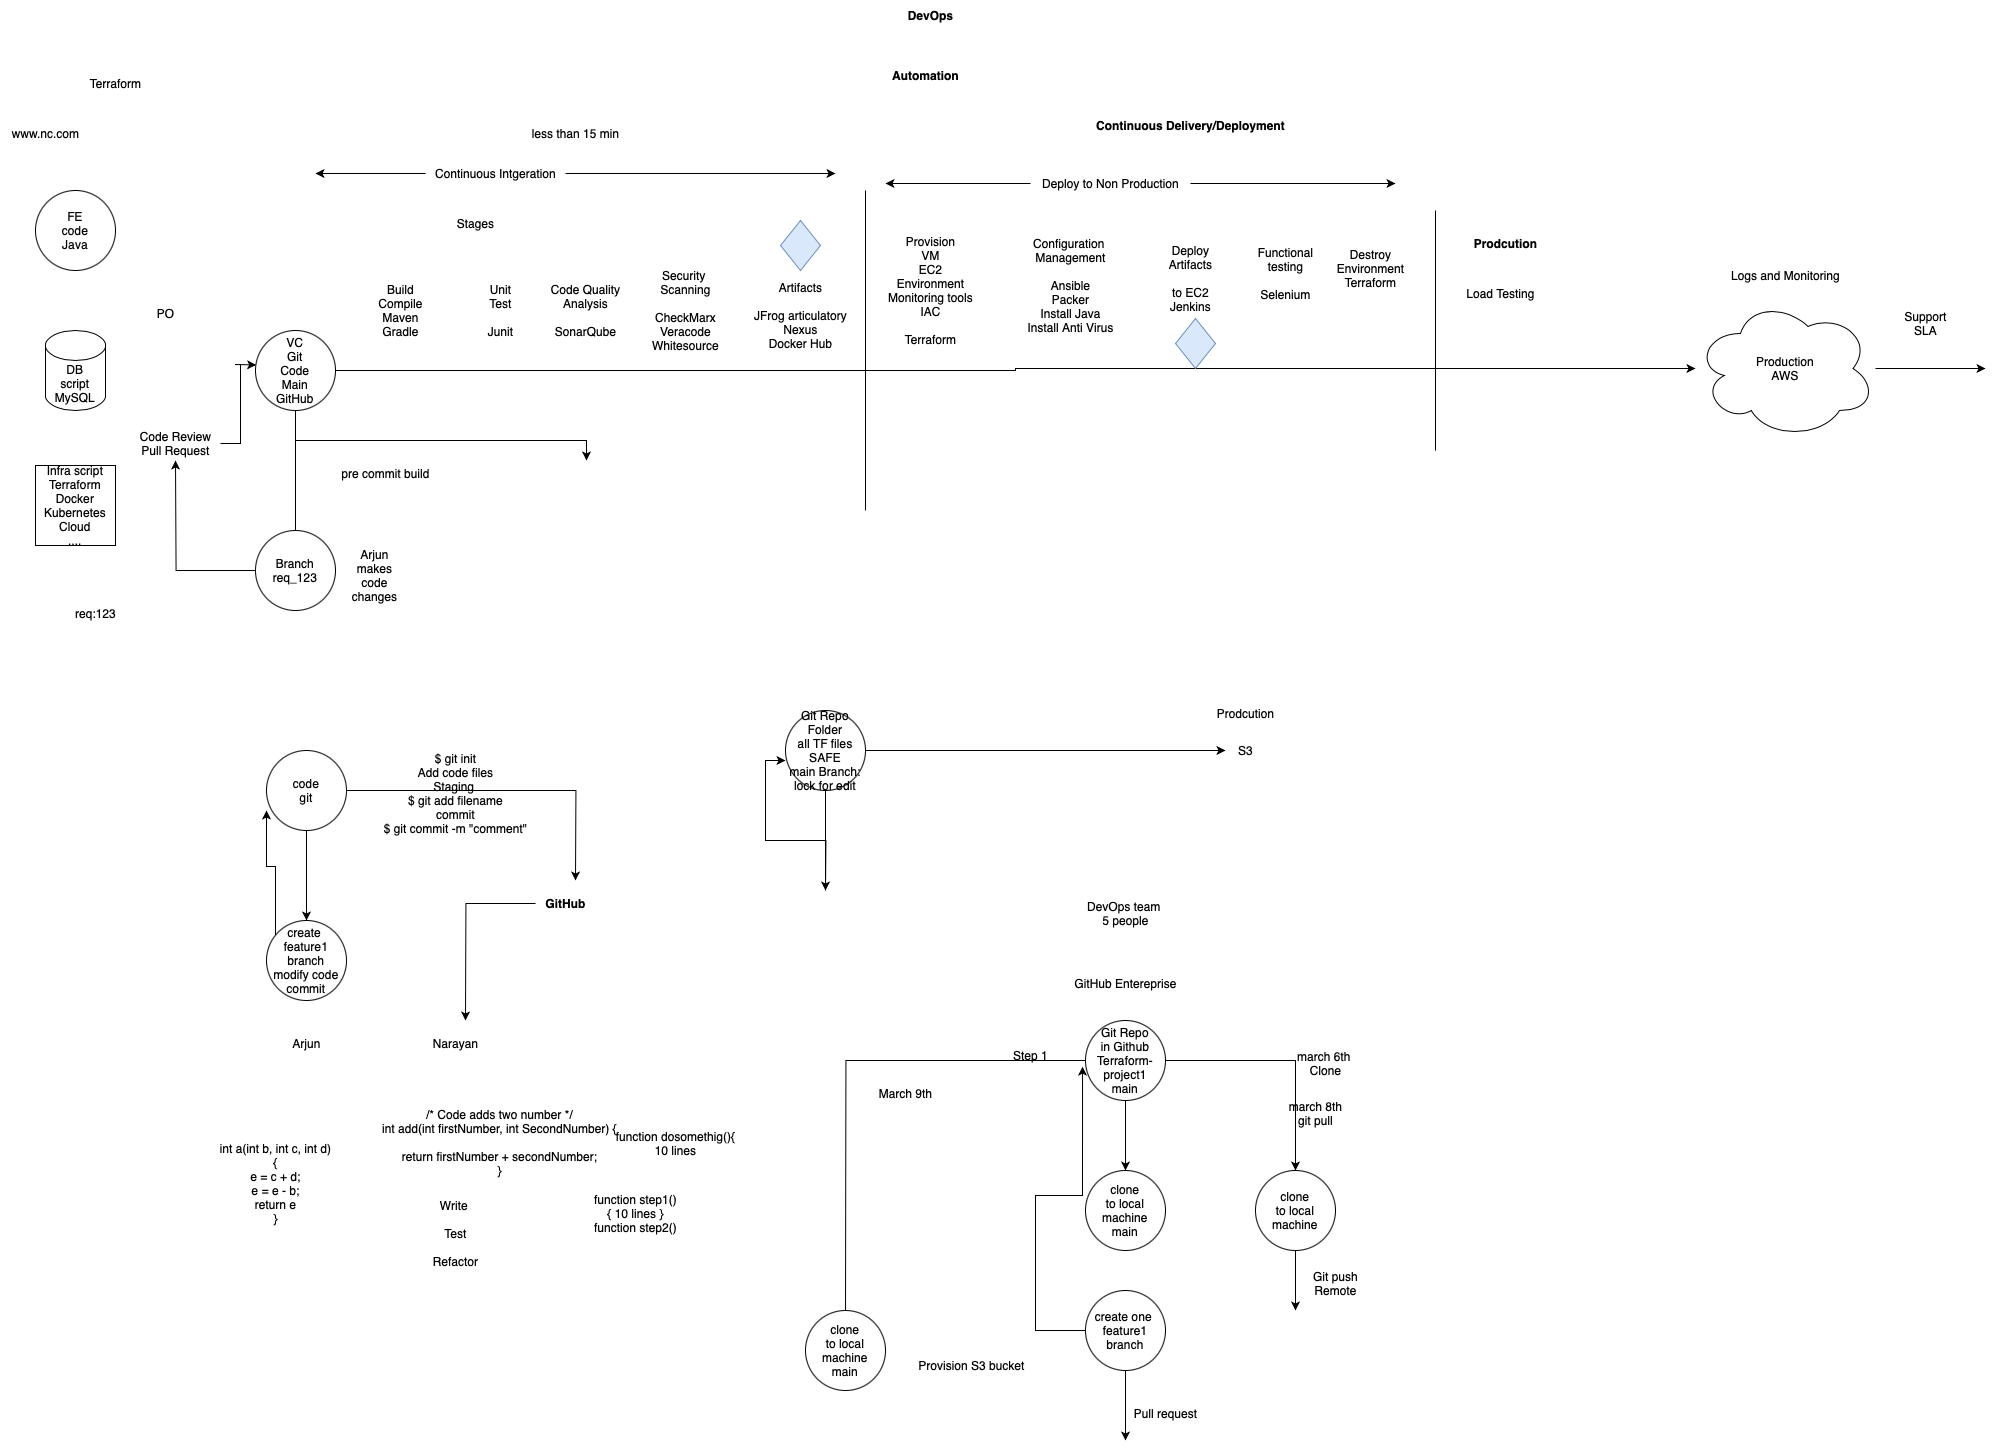 DevOps
Automation
Terraform
www.nc.com
less than 15 min
Continuous Delivery/Deployment
Continuous Intgeration
Deploy to Non Production
FE
code
Java
Stages
Build
Compile
Maven
Gradle
Unit
Test
Junit
Code Quality
Analysis
SonarQube
Security
Scanning
CheckMarx
Veracode
Whitesource
Artifacts
JFrog articulatory
Nexus
Docker Hub
Provision
VM
EC2
Environment
Monitoring tools
IAC
Terraform
Configuration
Management
Ansible
Packer
Install Java
Install Anti Virus
Deploy
Artifacts
to EC2
Jenkins
Functional
testing
Selenium
Destroy
Environment
Terraform
Prodcution
Load Testing
Logs and Monitoring
Production
AWS
Support
SLA
PO
DB
script
MySQL
VC
Git
Code
Main
GitHub
Code Review
Pull Request
pre commit build
Infra script
Terraform
Docker
Kubernetes
Cloud
....
Branch
req_123
Arjun
makes
code
changes
req:123
code
git
$ git init
Add code files
Staging
$ git add filename
commit
$ git commit -m "comment"
GitHub
create
feature1
branch
modify code
commit
Arjun
Narayan
Git Repo
Folder
all TF files
SAFE
main Branch:
lock for edit
Prodcution
S3
DevOps team
5 people
GitHub Entereprise
Git Repo
in Github
Terraform-
project1
main
Step 1
March 9th
march 6th
Clone
march 8th
git pull
int a(int b, int c, int d)
{
e = c + d;
e = e - b;
return e
}
/* Code adds two number */
int add(int firstNumber, int SecondNumber) {
return firstNumber + secondNumber;
}
function dosomethig(){
10 lines
Write
Test
Refactor
function step1()
{ 10 lines }
function step2()
clone
to local
machine
main
clone
to local
machine
Git push
Remote
create one
feature1
branch
clone
to local
machine
main
Provision S3 bucket
Pull request